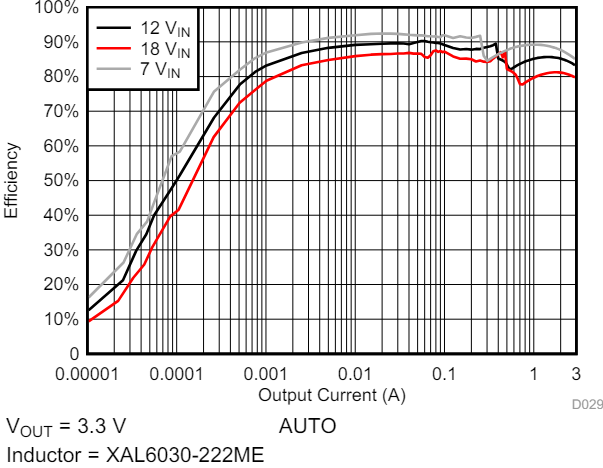 100%
90%
80%
70%
60%
50%
40%
30%
20%
10%
0
12 VIN
18 VIN
7 VIN
Efficiency
0.00001 0.0001 0.001 0.01 0.1 1 3
Output Current (A)
D029
VOUT = 3.3 V AUTO
Inductor = XAL6030-222ME